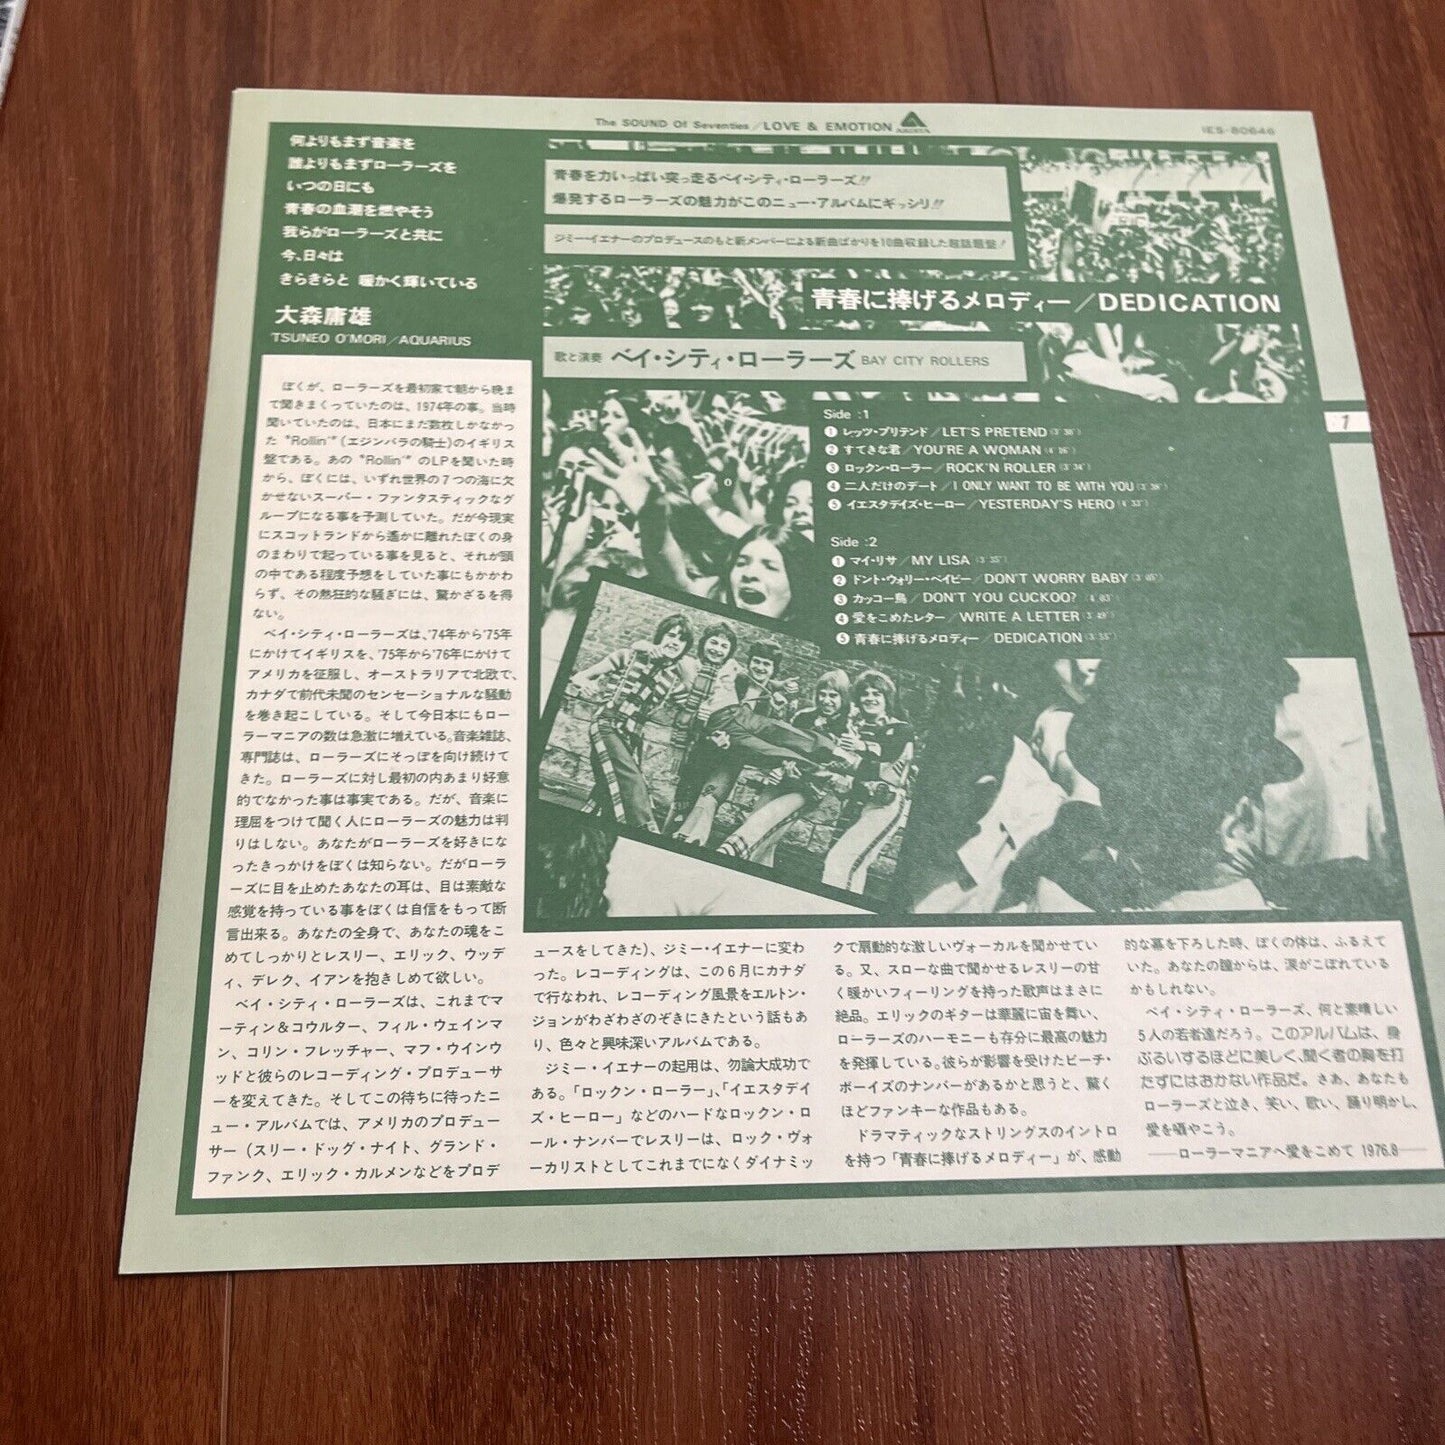 The SOUND Of Seventies／LOVE & EMOTION ARISTA
IES-80646
何よりもまず音楽を
誰よりもまずローラーズを
いつの日にも
青春の血潮を燃やそう
我らがローラーズと共に
今、日々は
きらきらと 暖かく輝いている
大森庸雄
TSUNEO O'MORI／AQUARIUS
青春を力いっぱい突っ走るベイ・シティ・ローラーズ!!
爆発するローラーズの魅力がこのニュー・アルバムにギッシリ!!
ジミー・イエナーのプロデュースのもと新メンバーによる新曲ばかりを10曲収録した超話題盤！
青春に捧げるメロディー／DEDICATION
歌と演奏 ベイ・シティ・ローラーズ BAY CITY ROLLERS
Side :1
❶ レッツ・プリテンド／LET'S PRETEND
❷ すてきな君／YOU'RE A WOMAN
❸ ロックン・ローラー／ROCK'N ROLLER
❹ 二人だけのデート／I ONLY WANT TO BE WITH YOU
❺ イエスタデイズ・ヒーロー／YESTERDAY'S HERO
Side :2
❶ マイ・リサ／MY LISA
❷ ドント・ウォリー・ベイビー／DON'T WORRY BABY
❸ カッコー鳥／DON'T YOU CUCKOO?
❹ 愛をこめたレター／WRITE A LETTER
❺ 青春に捧げるメロディー／DEDICATION
1
ぼくが、ローラーズを最初家で朝から晩ま
で聞きまくっていたのは、1974年の事。当時
聞いていたのは、日本にまだ数枚しかなかっ
た “Rollin'”（エジンバラの騎士）のイギリス
盤である。あの “Rollin'” のLPを聞いた時
から、ぼくには、いずれ世界の７つの海に欠
かせないスーパー・ファンタスティックなグ
ループになる事を予測していた。だが今現実
にスコットランドから遙かに離れたぼくの身
のまわりで起っている事を見ると、それが頭
の中である程度予想をしていた事にもかかわ
らず、その熱狂的な騒ぎには、驚かざるを得
ない。
ベイ・シティ・ローラーズは、'74年から'75年
にかけてイギリスを、'75年から'76年にかけて
アメリカを征服し、オーストラリアで北欧で、
カナダで前代未聞のセンセーショナルな騒動
を巻き起こしている。そして今日本にもロー
ラーマニアの数は急激に増えている。音楽雑誌、
専門誌は、ローラーズにそっぽを向け続けて
きた。ローラーズに対し最初の内あまり好意
的でなかった事は事実である。だが、音楽に
理屈をつけて聞く人にローラーズの魅力は判
りはしない。あなたがローラーズを好きにな
ったきっかけをぼくは知らない。だがローラ
ーズに目を止めたあなたの耳は、目は素敵な
感覚を持っている事をぼくは自信をもって断
言出来る。あなたの全身で、あなたの魂をこ
めてしっかりとレスリー、エリック、ウッデ
ィ、デレク、イアンを抱きしめて欲しい。
ベイ・シティ・ローラーズは、これまでマ
ーティン＆コウルター、フィル・ウェインマ
ン、コリン・フレッチャー、マフ・ウインウ
ッドと彼らのレコーディング・プロデューサ
ーを変えてきた。そしてこの待ちに待ったニ
ュー・アルバムでは、アメリカのプロデュー
サー（スリー・ドッグ・ナイト、グランド・
ファンク、エリック・カルメンなどをプロデ
ュースをしてきた）、ジミー・イエナーに変わ
った。レコーディングは、この６月にカナダ
で行なわれ、レコーディング風景をエルトン・
ジョンがわざわざのぞきにきたという話もあ
り、色々と興味深いアルバムである。
ジミー・イエナーの起用は、勿論大成功で
ある。「ロックン・ローラー」、「イエスタデイ
ズ・ヒーロー」などのハードなロックン・ロ
ール・ナンバーでレスリーは、ロック・ヴォ
ーカリストとしてこれまでになくダイナミッ
クで扇動的な激しいヴォーカルを聞かせてい
る。又、スローな曲で聞かせるレスリーの甘
く暖かいフィーリングを持った歌声はまさに
絶品。エリックのギターは華麗に宙を舞い、
ローラーズのハーモニーも存分に最高の魅力
を発揮している。彼らが影響を受けたビーチ・
ボーイズのナンバーがあるかと思うと、驚く
ほどファンキーな作品もある。
ドラマティックなストリングスのイントロ
を持つ「青春に捧げるメロディー」が、感動
的な幕を下ろした時、ぼくの体は、ふるえて
いた。あなたの瞳からは、涙がこぼれている
かもしれない。
ベイ・シティ・ローラーズ、何と素晴しい
５人の若者達だろう。このアルバムは、身
ぶるいするほどに美しく、聞く者の胸を打
たずにはおかない作品だ。さあ、あなたも
ローラーズと泣き、笑い、歌い、踊り明かし、
愛を頒やこう。
——ローラーマニアへ愛をこめて 1976.8——